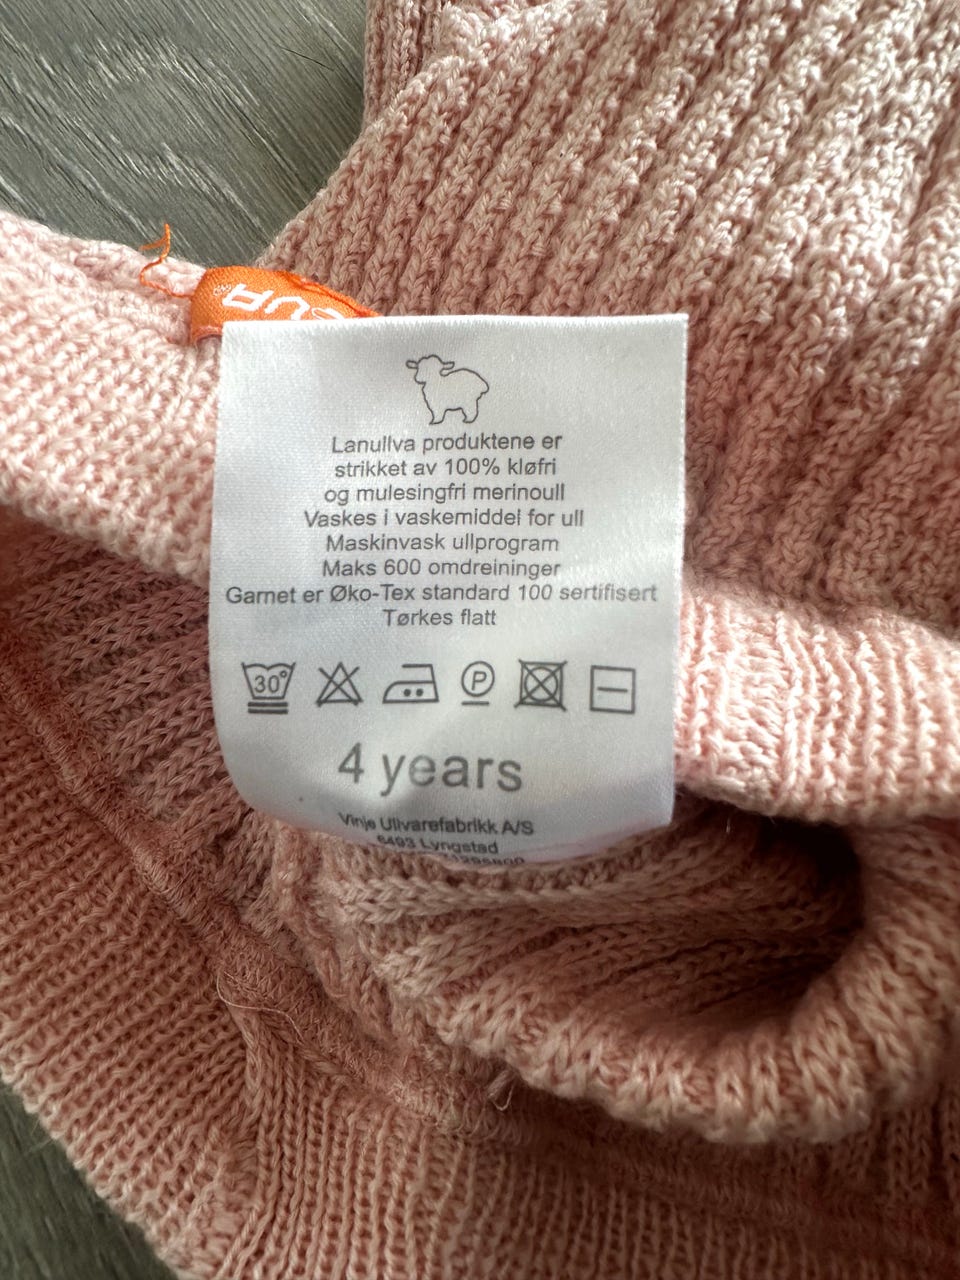 Lanullva produktene er
strikket av 100% kløfri
og mulesingfri merinoull
Vaskes i vaskemiddel for ull
Maskinvask ullprogram
Maks 600 omdreininger
Garnet er Øko-Tex standard 100 sertifisert
Tørkes flatt
30°
P
4 years
Vinje Ullvarefabrikk A/S
6493 Lyngstad